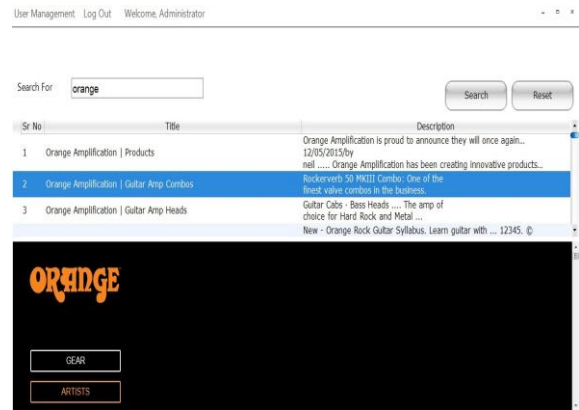 User Management Log Out Welcome, Administrator
Search For orange
Search Reset
Sr No Title Description
Orange Amplification is proud to announce they will once again...
12/05/2015/by
1 Orange Amplification | Products
neil ..... Orange Amplification has been creating innovative products...
2 Orange Amplification | Guitar Amp Combos
Rockerverb 50 MKIII Combo: One of the
finest valve combos in the business.
3 Orange Amplification | Guitar Amp Heads
Guitar Cabs - Bass Heads .... The amp of
choice for Hard Rock and Metal ...
New - Orange Rock Guitar Syllabus. Learn guitar with ... 12345. ©
ORANGE
GEAR
ARTISTS